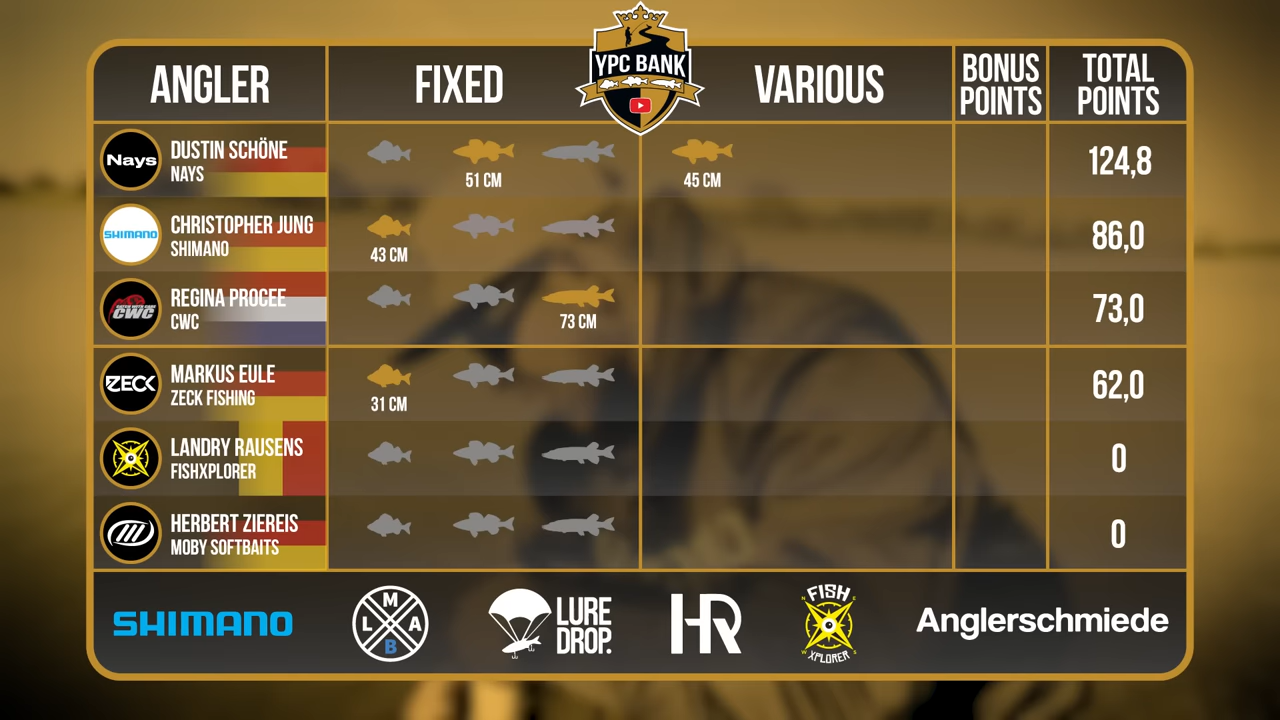 YPC BANK
ANGLER
FIXED
VARIOUS
BONUS
POINTS
TOTAL
POINTS
Nays
DUSTIN SCHÖNE
NAYS
51 CM
45 CM
124,8
SHIMANO
CHRISTOPHER JUNG
SHIMANO
43 CM
86,0
CWC
REGINA PROCEE
CWC
73 CM
73,0
ZECK
MARKUS EULE
ZECK FISHING
31 CM
62,0
LANDRY RAUSENS
FISHXPLORER
0
HERBERT ZIEREIS
MOBY SOFTBAITS
0
SHIMANO
M
L A
B
LURE
DROP.
HR
FISH
N E
W S
XPLORER
Anglerschmiede